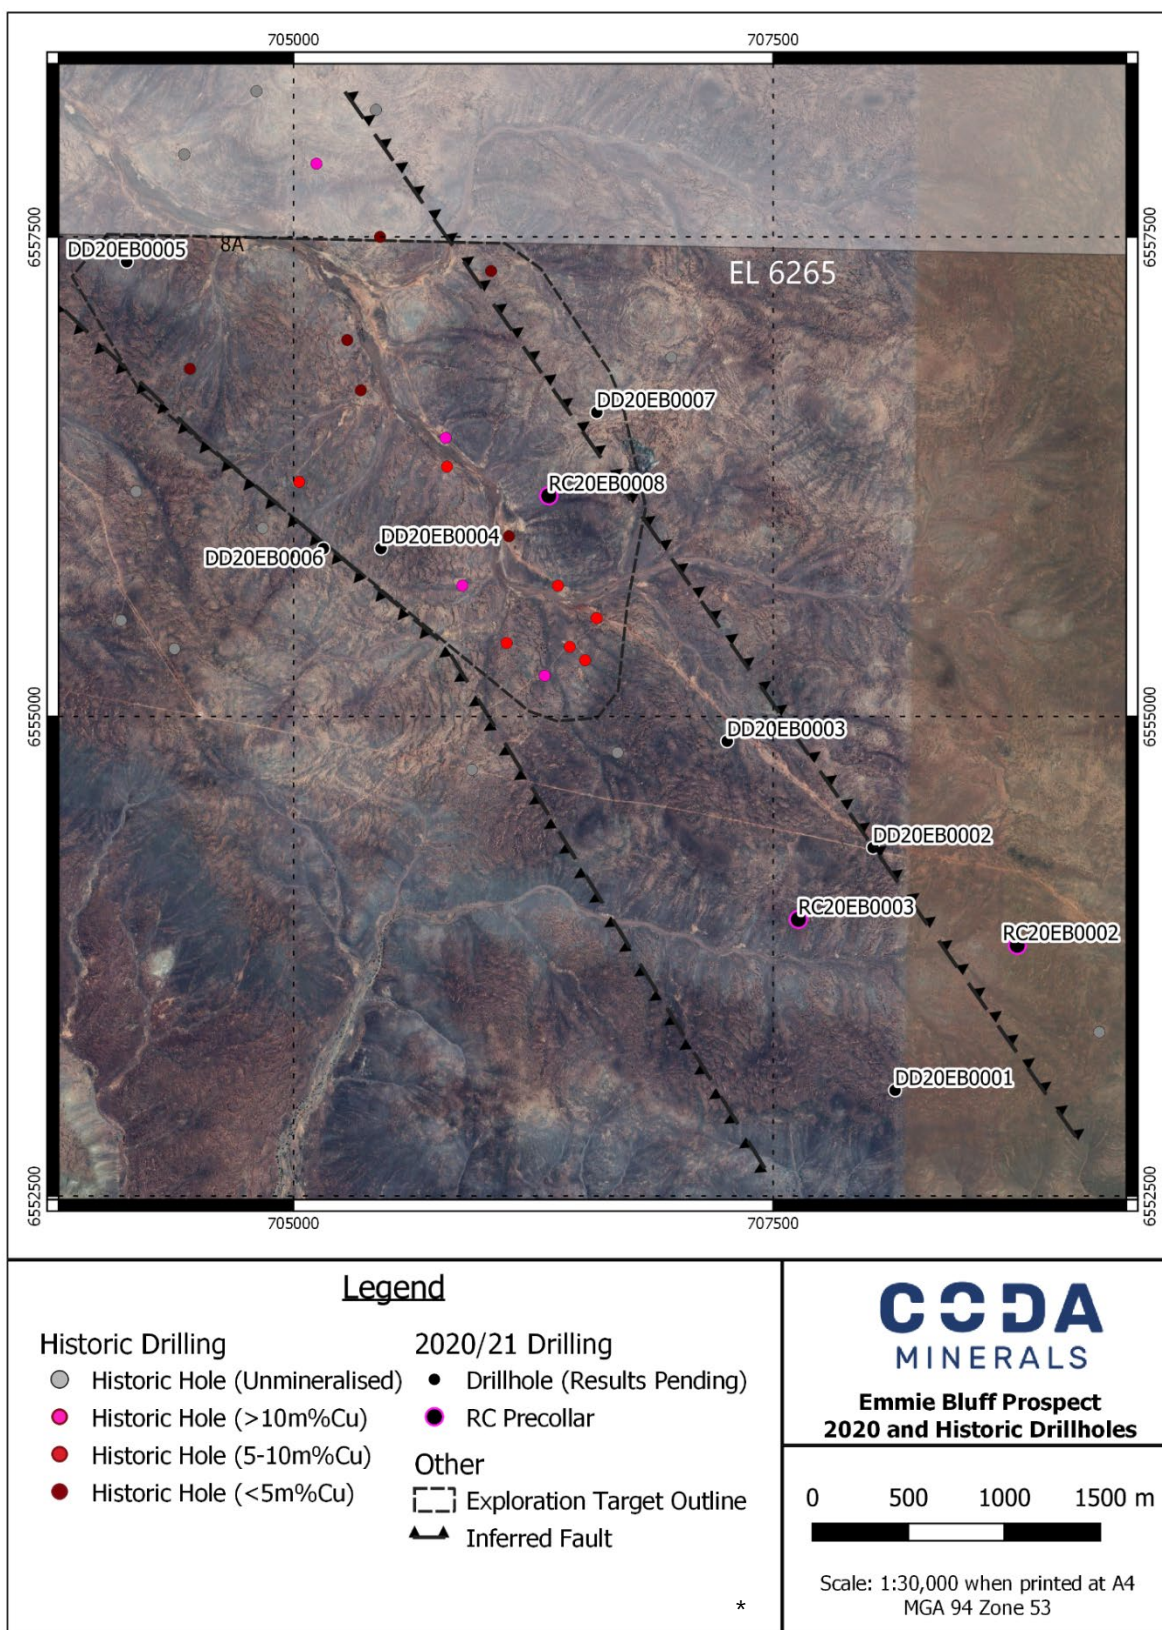 705000
707500
6557500
6557500
DD20EB0005
8A
EL 6265
DD20EB0007
RC20EB0008
DD20EB0004
DD20EB0006
6555000
6555000
DD20EB0003
DD20EB0002
RC20EB0003
RC20EB0002
DD20EB0001
6552500
6552500
705000
707500
Legend
Historic Drilling
Historic Hole (Unmineralised)
Historic Hole (>10m%Cu)
Historic Hole (5-10m%Cu)
Historic Hole (<5m%Cu)
2020/21 Drilling
Drillhole (Results Pending)
RC Precollar
Other
Exploration Target Outline
Inferred Fault
*
CODA
MINERALS
Emmie Bluff Prospect
2020 and Historic Drillholes
0 500 1000 1500 m
Scale: 1:30,000 when printed at A4
MGA 94 Zone 53